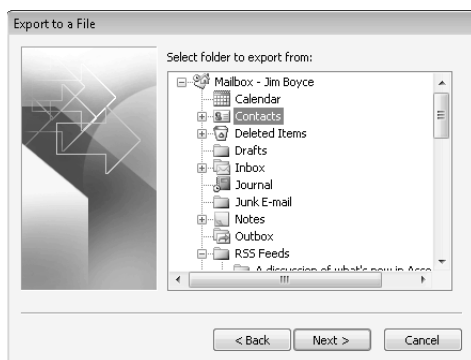 Export to a File
Select folder to export from:
Mailbox - Jim Boyce
Calendar
Contacts
Deleted Items
Drafts
Inbox
Journal
Junk E-mail
Notes
Outbox
RSS Feeds
A discussion of what's new in Acce
< Back Next > Cancel